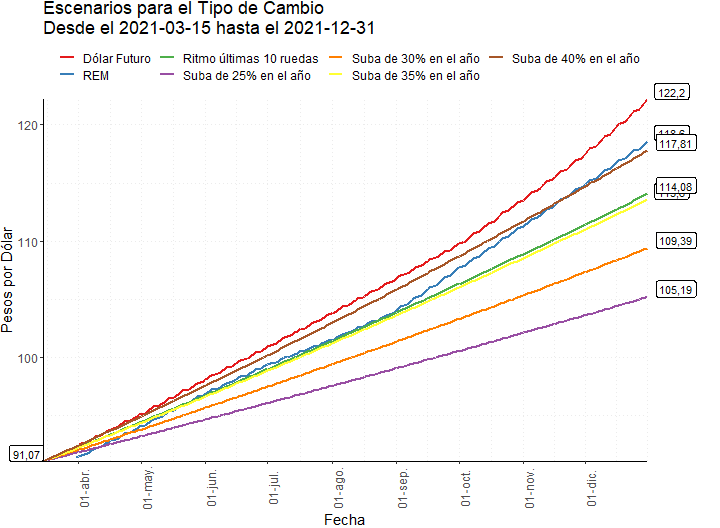 Escenarios para el Tipo de Cambio
Desde el 2021-03-15 hasta el 2021-12-31
Dólar Futuro
Ritmo últimas 10 ruedas
Suba de 30% en el año
Suba de 40% en el año
REM
Suba de 25% en el año
Suba de 35% en el año
122,2
117,81
114,08
109,39
105,19
91,07
120
110
100
Pesos por Dólar
01-abr.
01-may.
01-jun.
01-jul.
01-ago.
01-sep.
01-oct.
01-nov.
01-dic.
Fecha